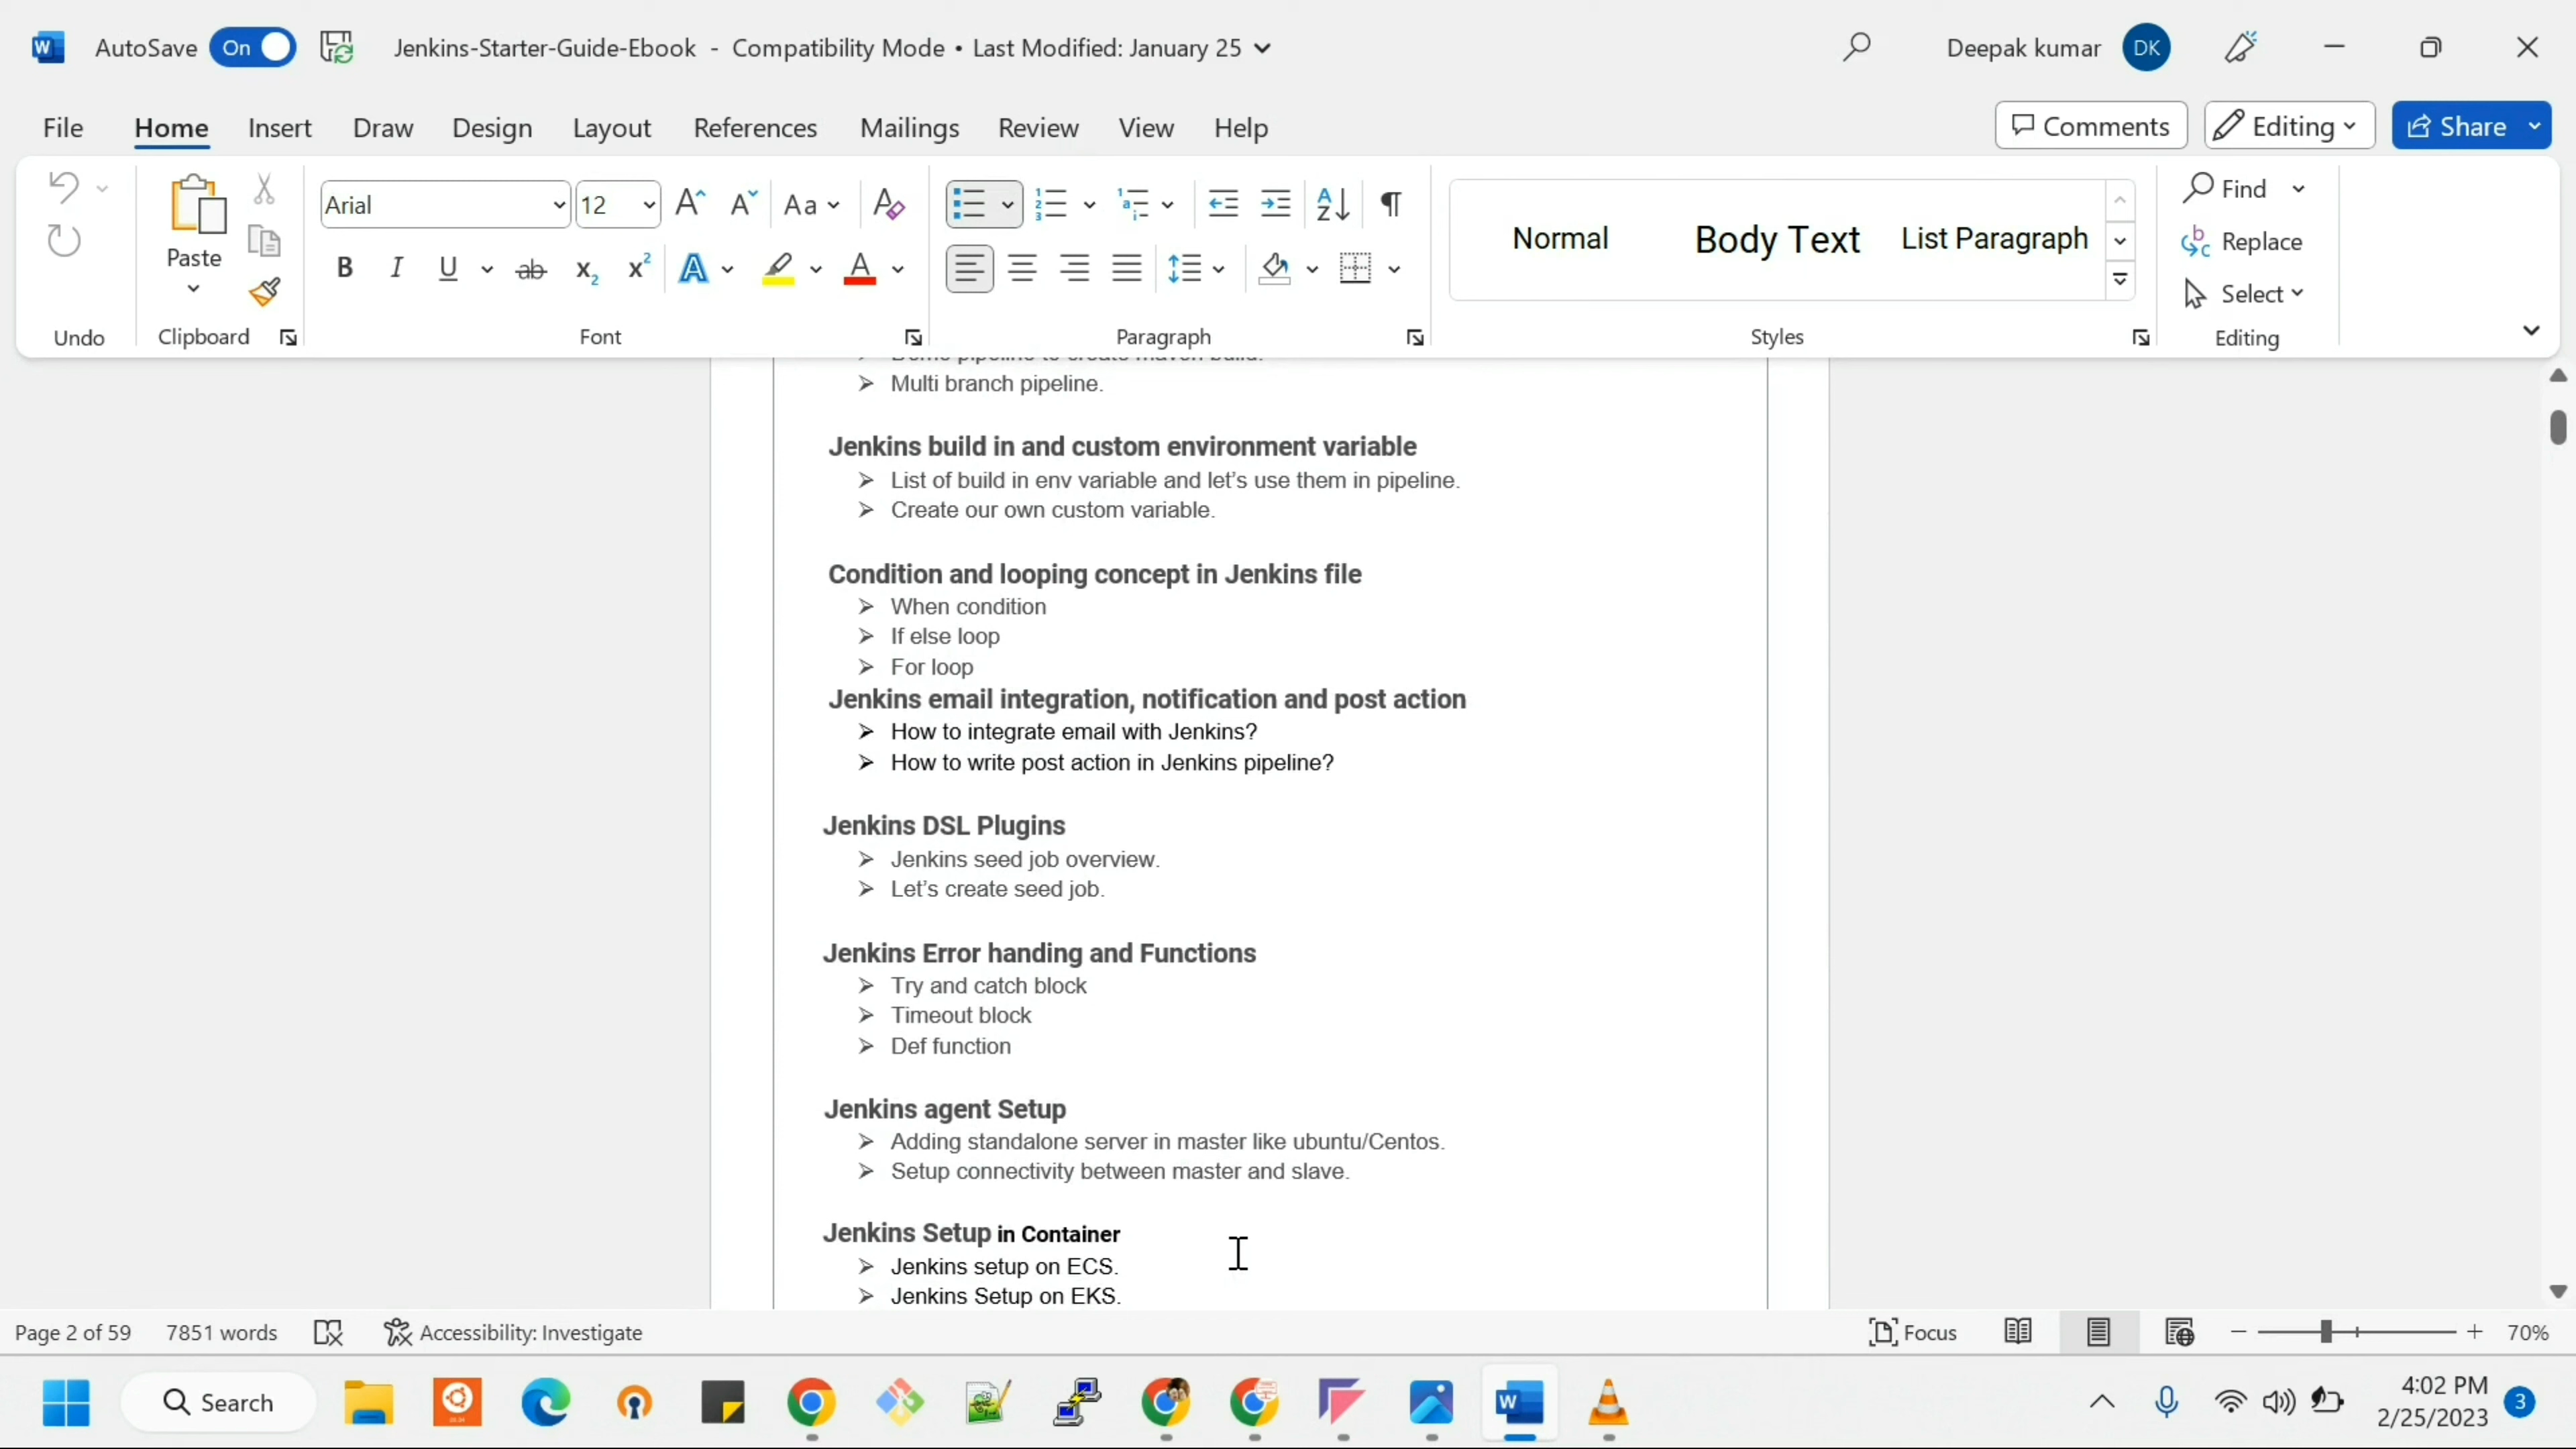 AutoSave On Jenkins-Starter-Guide-Ebook - Compatibility Mode • Last Modified: January 25 Deepak kumar DK
File Home Insert Draw Design Layout References Mailings Review View Help Comments Editing Share
Paste
Arial 12
Normal Body Text List Paragraph
Find
Replace
Select
Undo Clipboard Font Paragraph Styles Editing
Multi branch pipeline.
Jenkins build in and custom environment variable
➢ List of build in env variable and let's use them in pipeline.
➢ Create our own custom variable.
Condition and looping concept in Jenkins file
➢ When condition
➢ If else loop
➢ For loop
Jenkins email integration, notification and post action
➢ How to integrate email with Jenkins?
➢ How to write post action in Jenkins pipeline?
Jenkins DSL Plugins
➢ Jenkins seed job overview.
➢ Let's create seed job.
Jenkins Error handing and Functions
➢ Try and catch block
➢ Timeout block
➢ Def function
Jenkins agent Setup
➢ Adding standalone server in master like ubuntu/Centos.
➢ Setup connectivity between master and slave.
Jenkins Setup in Container
➢ Jenkins setup on ECS.
➢ Jenkins Setup on EKS.
Page 2 of 59 7851 words Accessibility: Investigate Focus 70%
Search 4:02 PM
2/25/2023 3